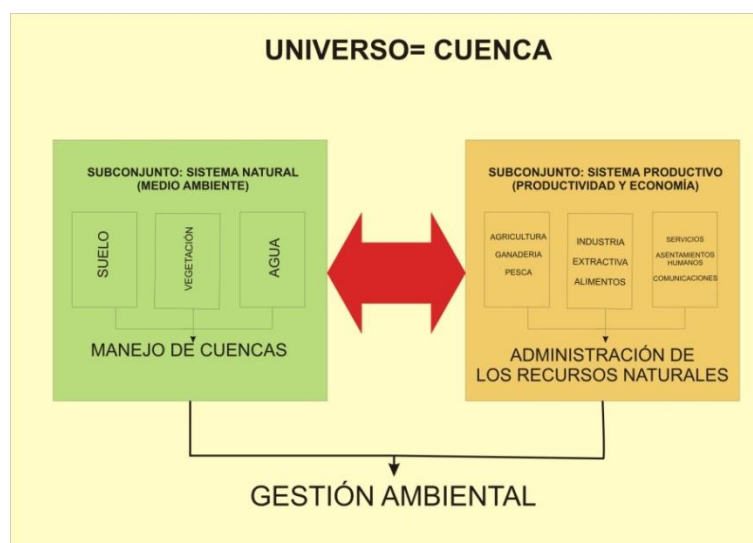 UNIVERSO= CUENCA
SUBCONJUNTO: SISTEMA NATURAL
(MEDIO AMBIENTE)
SUELO
VEGETACIÓN
AGUA
MANEJO DE CUENCAS
SUBCONJUNTO: SISTEMA PRODUCTIVO
(PRODUCTIVIDAD Y ECONOMÍA)
AGRICULTURA
GANADERIA
PESCA
INDUSTRIA
EXTRACTIVA
ALIMENTOS
SERVICIOS
ASENTAMIENTOS
HUMANOS
COMUNICACIONES
ADMINISTRACIÓN DE
LOS RECURSOS NATURALES
GESTIÓN AMBIENTAL